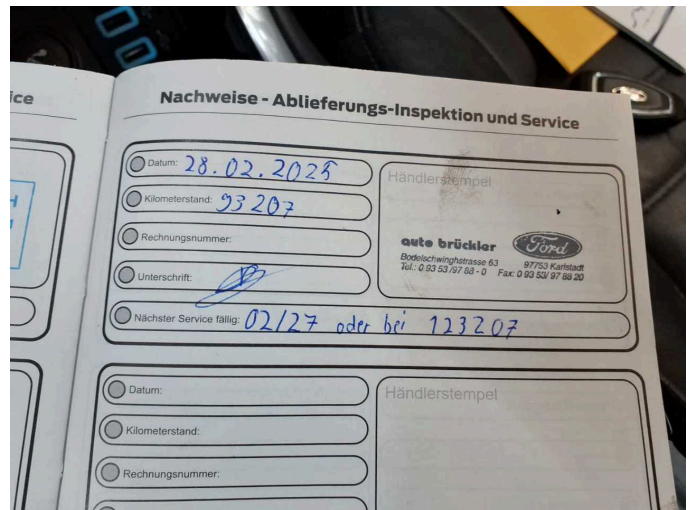 ice
Nachweise - Ablieferungs-Inspektion und Service
Datum: 28.02.2025
Kilometerstand: 93207
Rechnungsnummer:
Unterschrift:
Nächster Service fällig: 02/27 oder bei 123207
Händlerstempel
auto brückler Ford
Bodelschwinghstrasse 63 97753 Karlstadt
Tel.: 0 93 53 /97 88 - 0 Fax: 0 93 53/ 97 88 20
Datum:
Kilometerstand:
Rechnungsnummer:
Händlerstempel
H